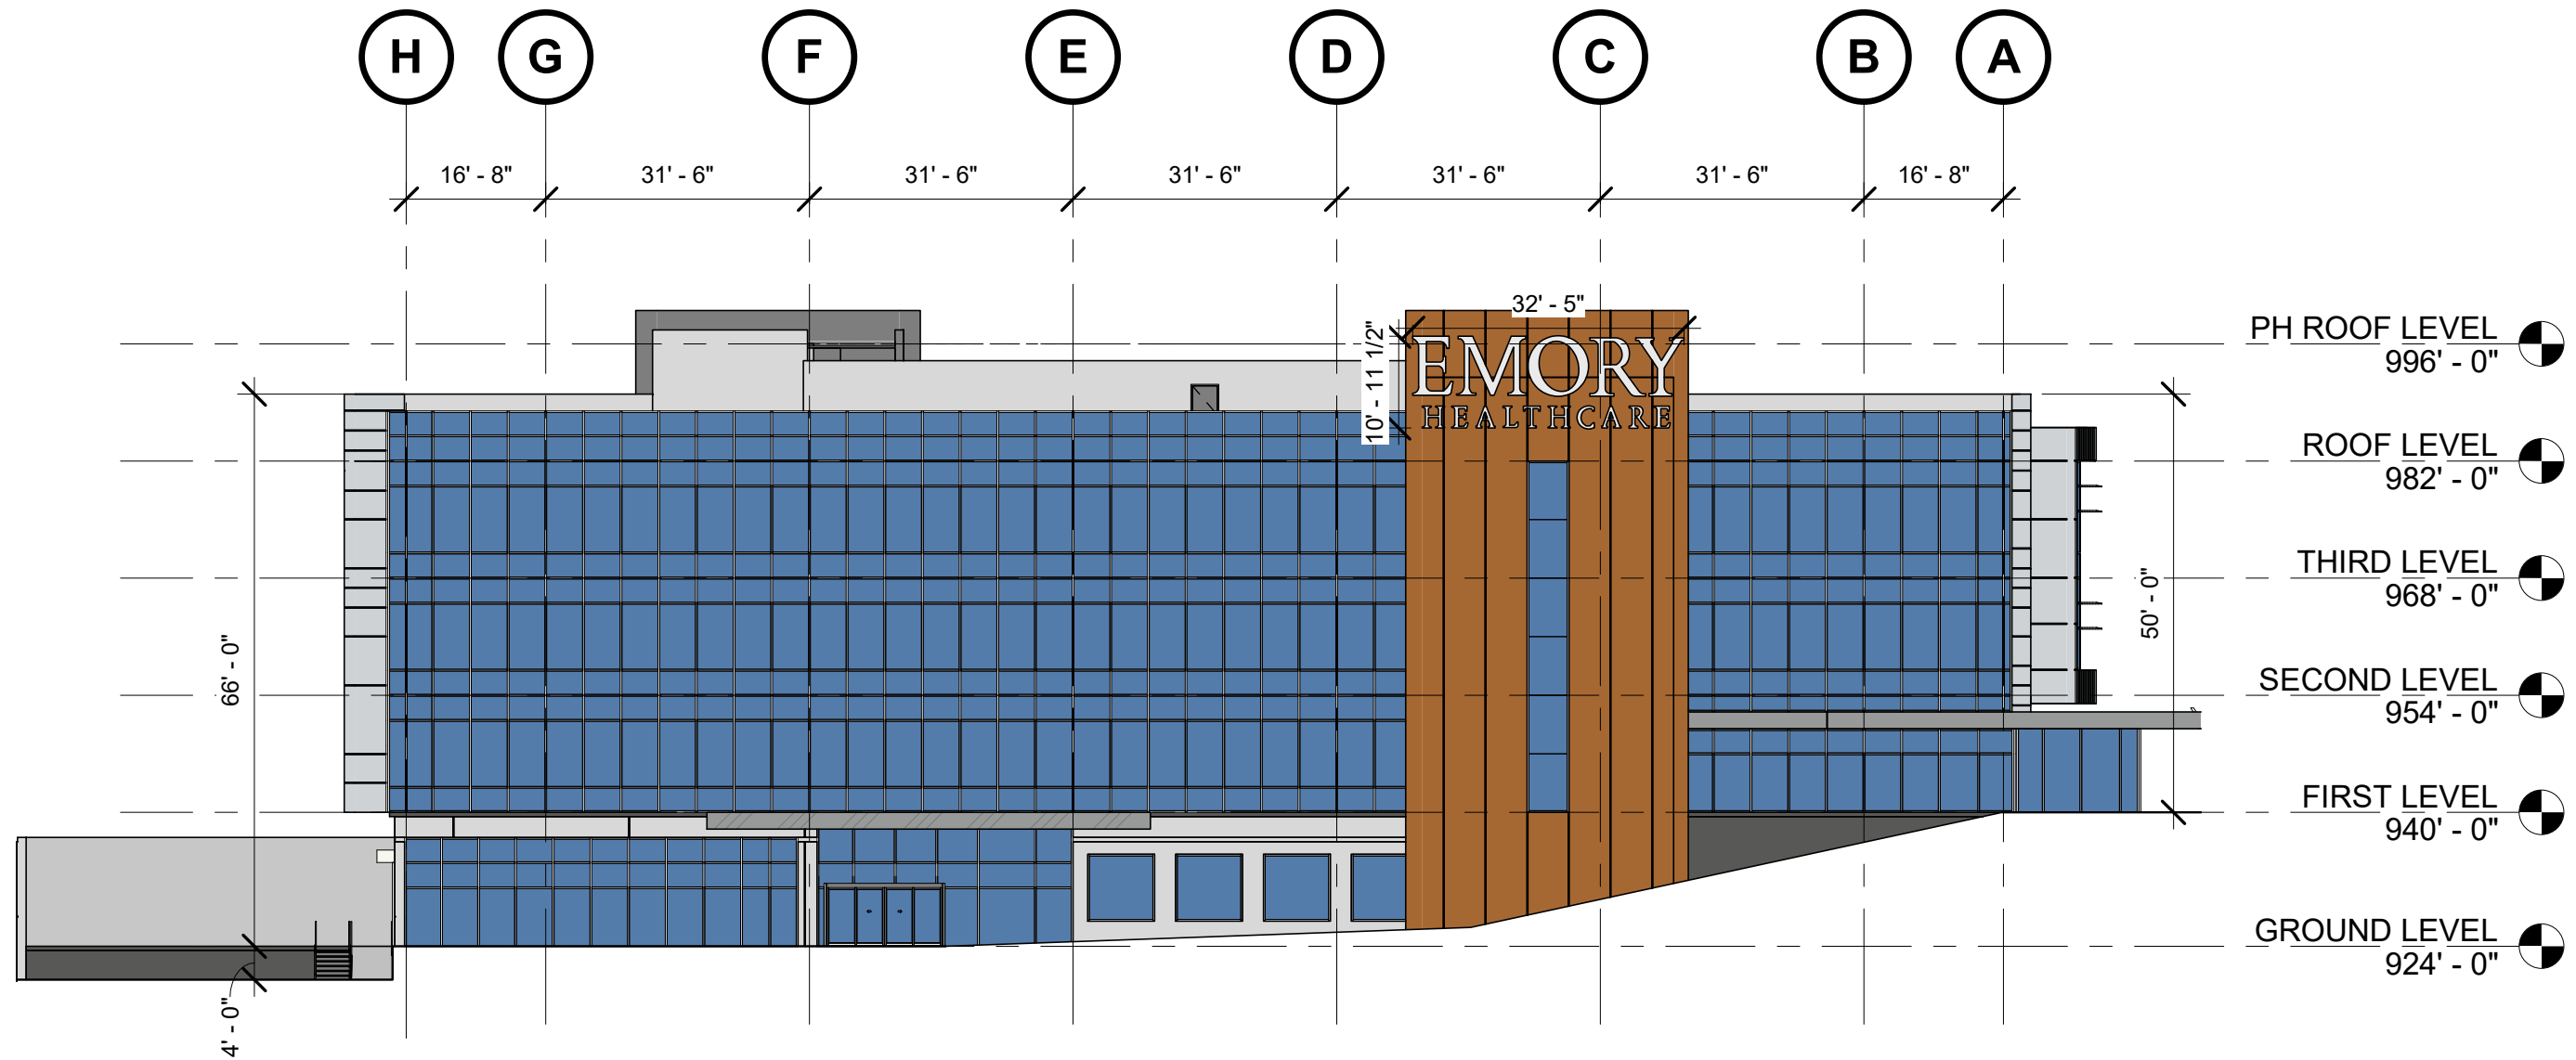 H G F E D C B A
16' - 8" 31' - 6" 31' - 6" 31' - 6" 31' - 6" 31' - 6" 16' - 8"
32' - 5"
10' - 11 1/2"
EMORY
HEALTHCARE
PH ROOF LEVEL
996' - 0"
ROOF LEVEL
982' - 0"
THIRD LEVEL
968' - 0"
66' - 0"
50' - 0"
SECOND LEVEL
954' - 0"
FIRST LEVEL
940' - 0"
GROUND LEVEL
924' - 0"
4' - 0"